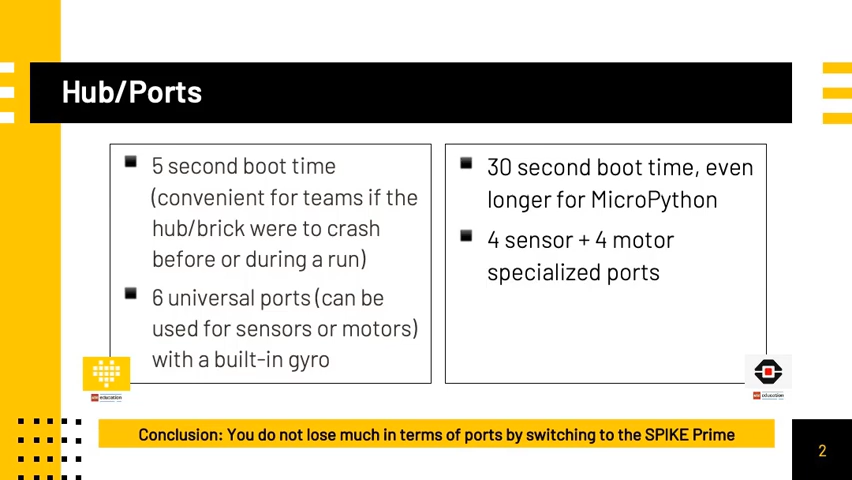 Hub/Ports
5 second boot time
(convenient for teams if the
hub/brick were to crash
before or during a run)
6 universal ports (can be
used for sensors or motors)
with a built-in gyro
30 second boot time, even
longer for MicroPython
4 sensor + 4 motor
specialized ports
education
education
Conclusion: You do not lose much in terms of ports by switching to the SPIKE Prime
2